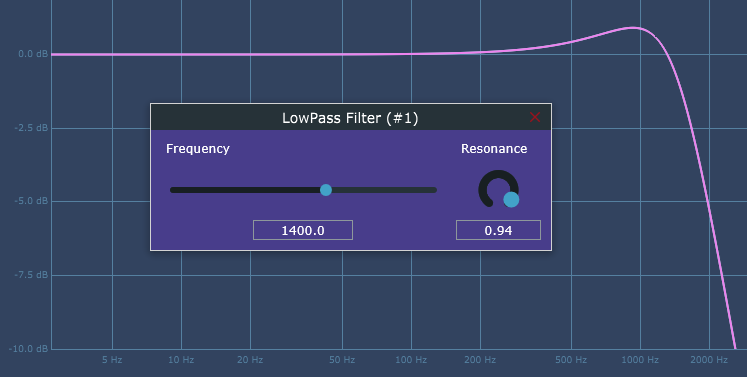 0.0 dB
LowPass Filter (#1)
-2.5 dB
Frequency
Resonance
-5.0 dB
1400.0
0.94
-7.5 dB
-10.0 dB
5 Hz
10 Hz
20 Hz
50 Hz
100 Hz
200 Hz
500 Hz
1000 Hz
2000 Hz